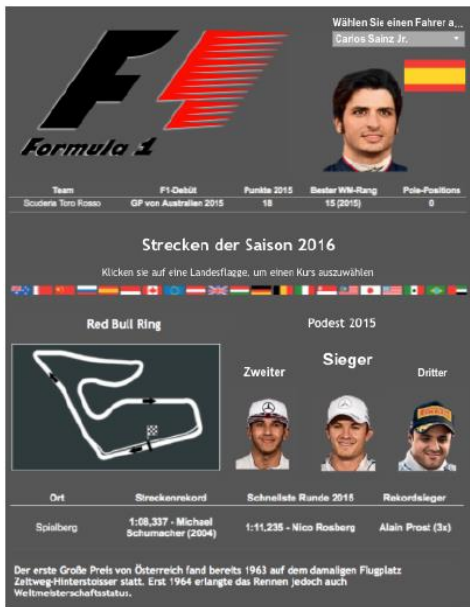 Wählen Sie einen Fahrer a...
Carlos Sainz Jr.
F1
Formula 1
Team F1-Debüt Punkte 2015 Bester WM-Rang Pole-Positions
Scuderia Toro Rosso GP von Australien 2015 18 15 (2015) 0
Strecken der Saison 2016
Klicken sie auf eine Landesflagge, um einen Kurs auszuwählen
Red Bull Ring
Podest 2015
Sieger
Zweiter
Dritter
Ort Streckenrekord Schnellste Runde 2015 Rekordsieger
Spialberg 1:08,337 - Michael Schumacher (2004) 1:11,235 - Nico Rosberg Alain Prost (3x)
Der erste Große Preis von Österreich fand bereits 1963 auf dem damaligen Flugplatz
Zeltweg-Hinterstoisser statt. Erst 1964 erlangte das Rennen jedoch auch
Weltmeisterschaftsstatus.